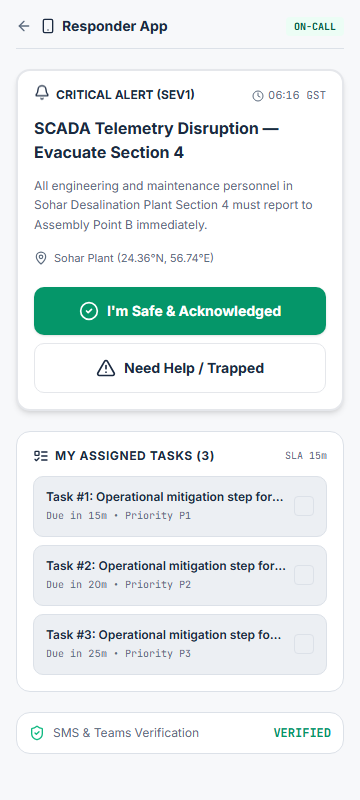 Responder App
ON-CALL
CRITICAL ALERT (SEV1)
06:16 GST
SCADA Telemetry Disruption —
Evacuate Section 4
All engineering and maintenance personnel in
Sohar Desalination Plant Section 4 must report to
Assembly Point B immediately.
Sohar Plant (24.36°N, 56.74°E)
I'm Safe & Acknowledged
Need Help / Trapped
MY ASSIGNED TASKS (3)
SLA 15m
Task #1: Operational mitigation step for...
Due in 15m • Priority P1
Task #2: Operational mitigation step for...
Due in 20m • Priority P2
Task #3: Operational mitigation step fo...
Due in 25m • Priority P3
SMS & Teams Verification
VERIFIED